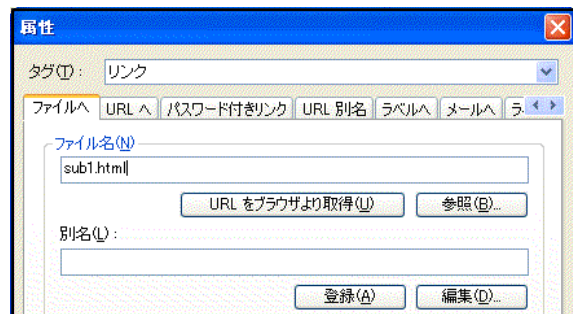 属性
タグ(T): リンク
ファイルへ URL へ パスワード付きリンク URL 別名 ラベルへ メールへ
ファイル名(N)
sub1.html
URL をブラウザより取得(U) 参照(B)...
別名(L):
登録(A) 編集(D)...